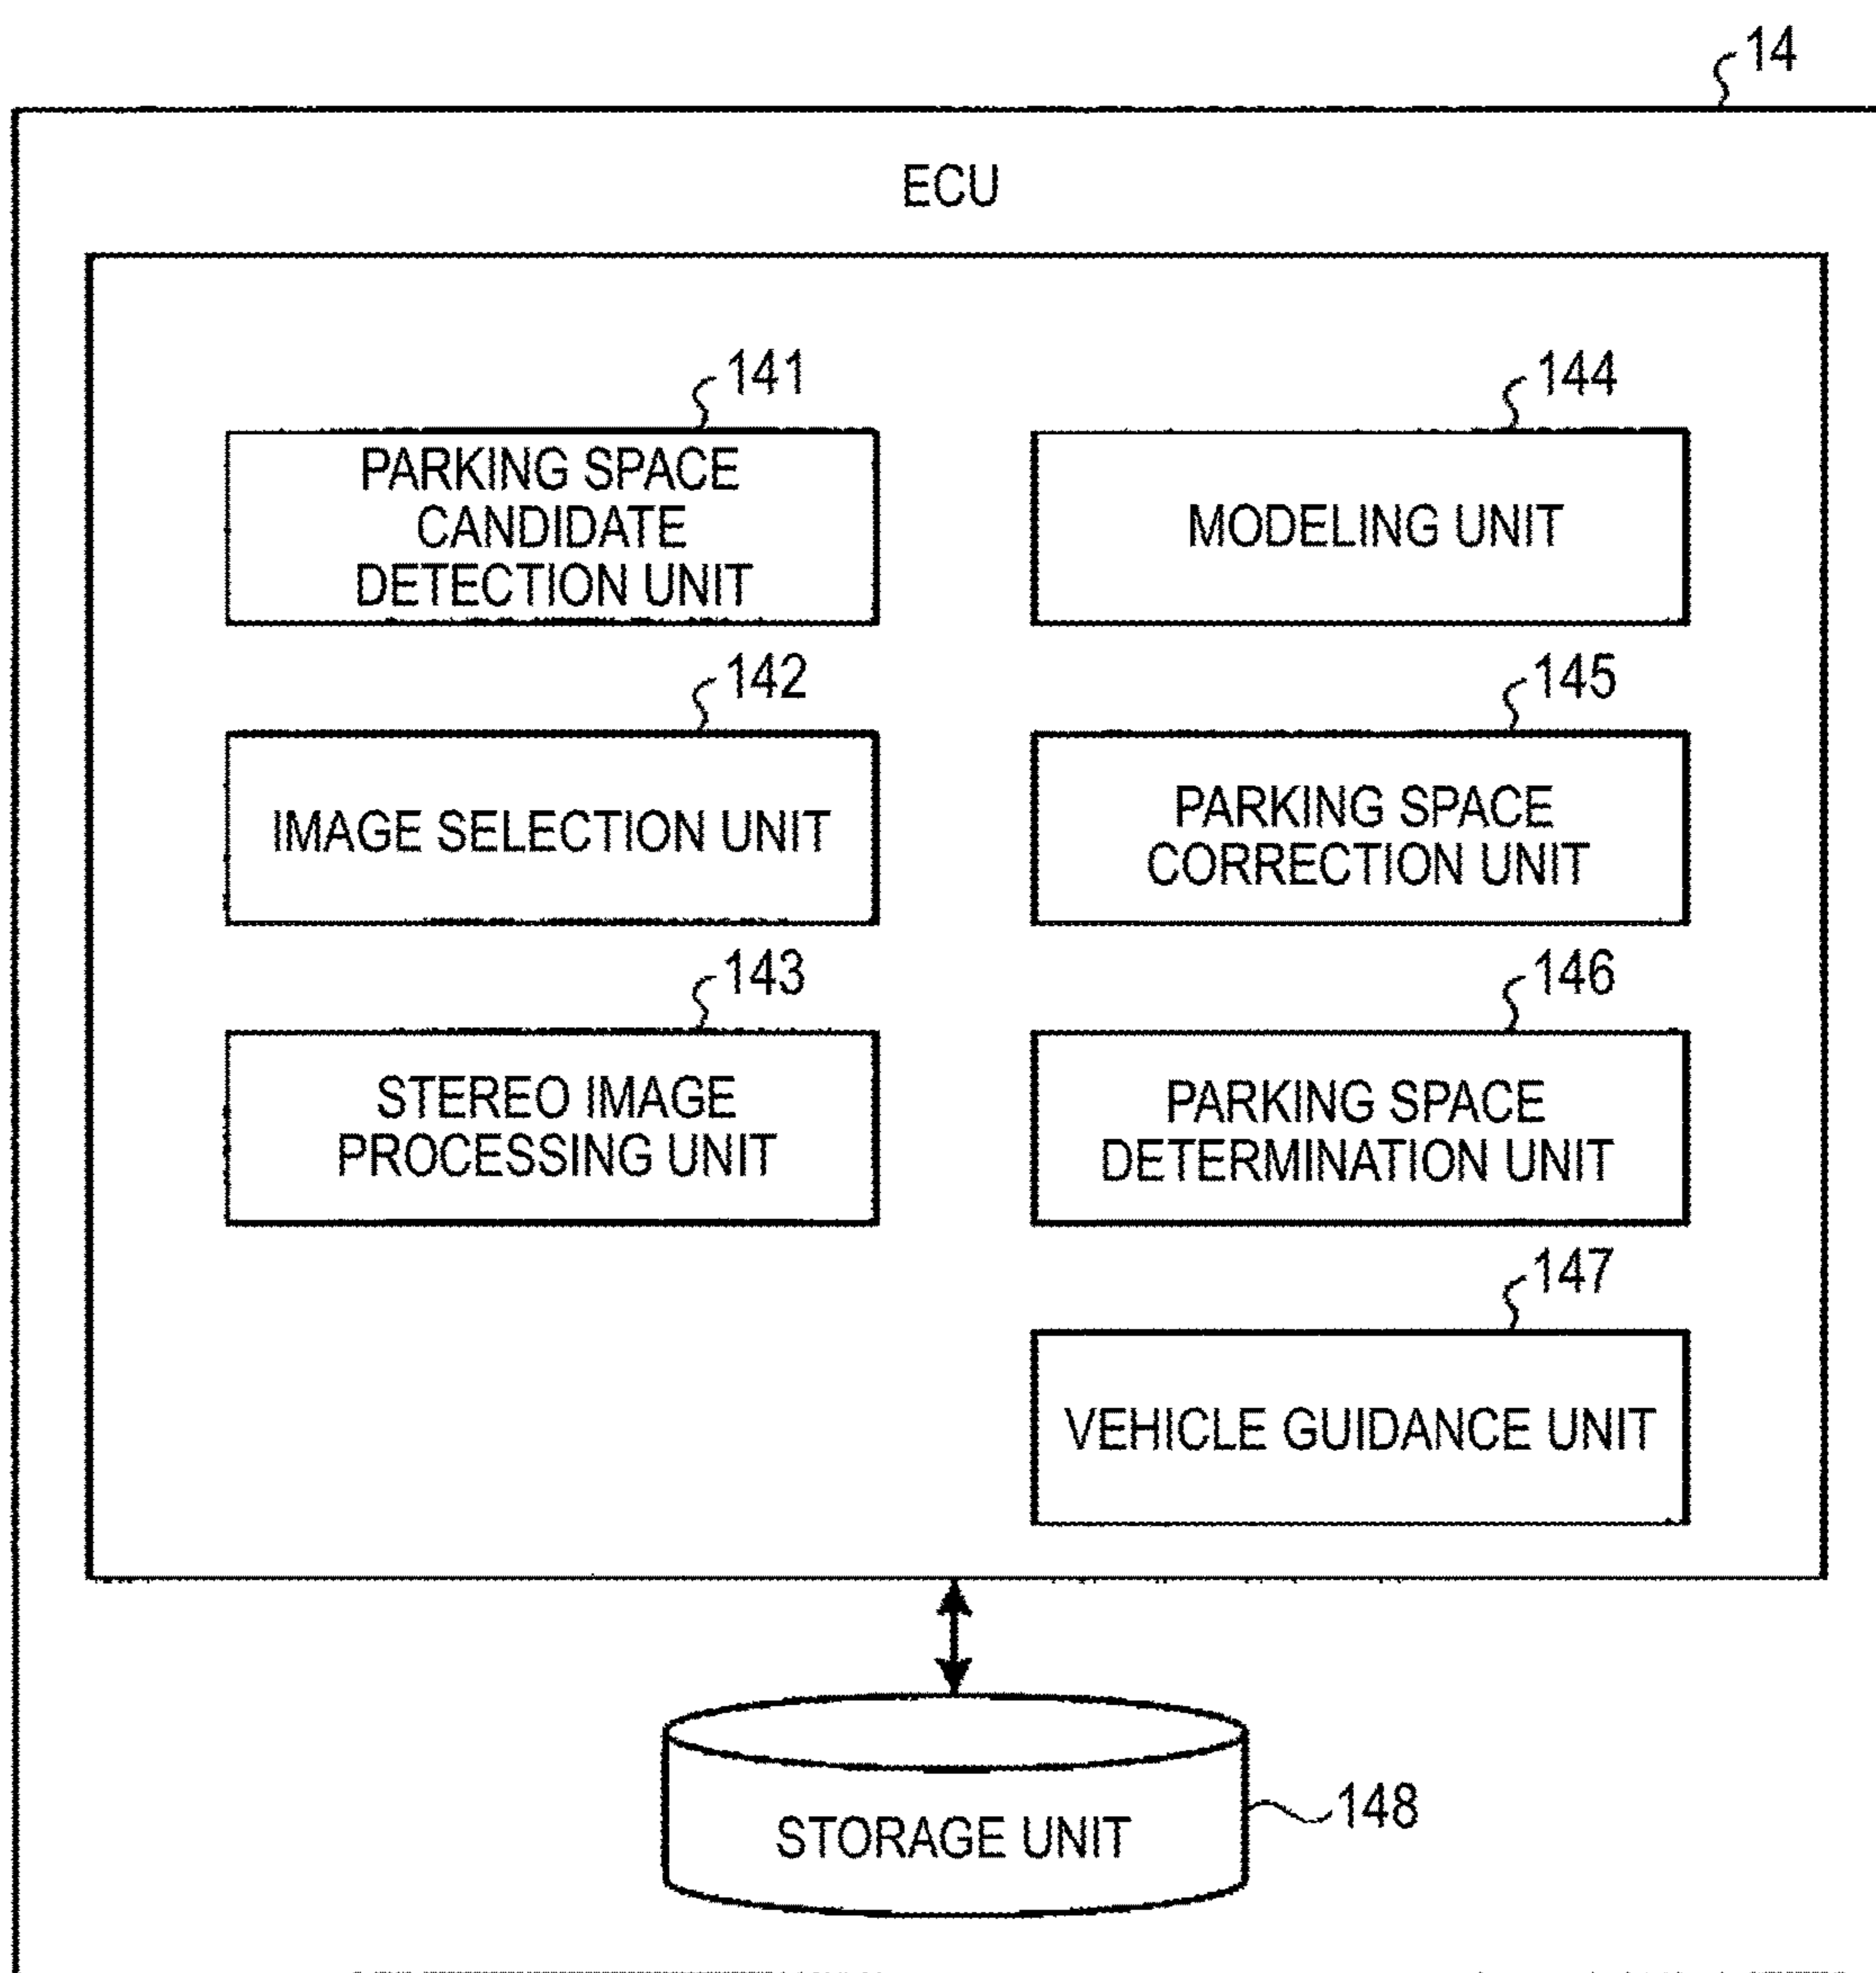 14
ECU
141
PARKING SPACE
CANDIDATE
DETECTION UNIT
144
MODELING UNIT
142
IMAGE SELECTION UNIT
145
PARKING SPACE
CORRECTION UNIT
143
STEREO IMAGE
PROCESSING UNIT
146
PARKING SPACE
DETERMINATION UNIT
147
VEHICLE GUIDANCE UNIT
STORAGE UNIT
148